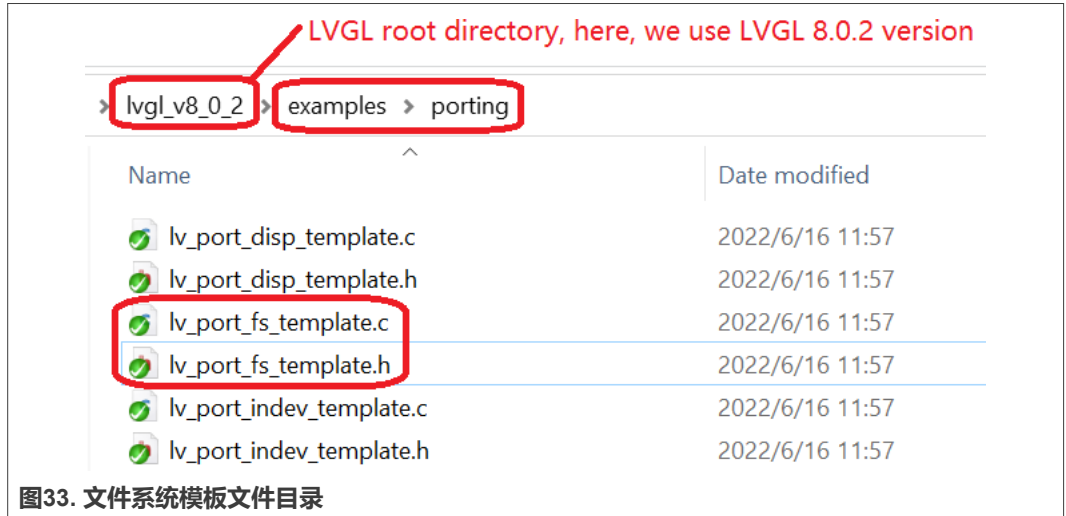 LVGL root directory, here, we use LVGL 8.0.2 version
lvgl_v8_0_2 > examples > porting
Name Date modified
lv_port_disp_template.c 2022/6/16 11:57
lv_port_disp_template.h 2022/6/16 11:57
lv_port_fs_template.c 2022/6/16 11:57
lv_port_fs_template.h 2022/6/16 11:57
lv_port_indev_template.c 2022/6/16 11:57
lv_port_indev_template.h 2022/6/16 11:57
图33. 文件系统模板文件目录